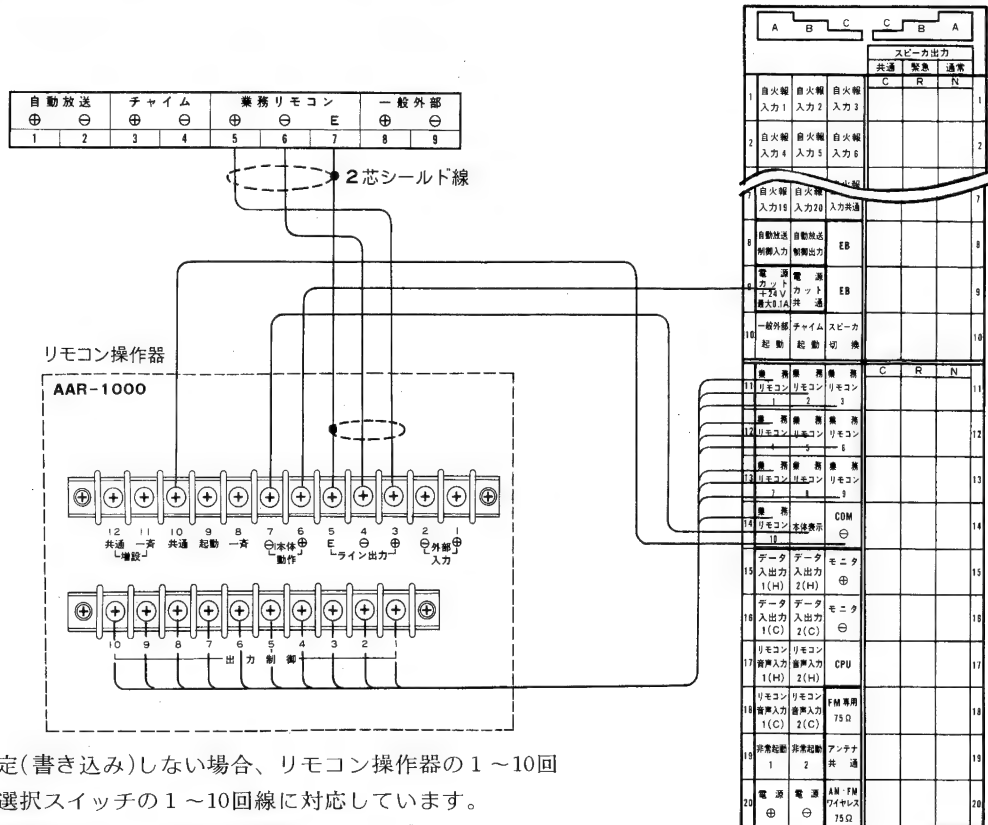 自動放送 チャイム 業務リモコン 一般外部
⊕ ⊖ ⊕ ⊖ ⊕ ⊖ E ⊕ ⊖
1 2 3 4 5 6 7 8 9
2芯シールド線
リモコン操作器
AAR-1000
12 11 10 9 8 7 6 5 4 3 2 1
共通 一斉 共通 起動 一斉 ⊖ 本体 ⊕ E ⊖ ライン出力 ⊕ ⊖ 外部 ⊕
増設 動作 入力
10 9 8 7 6 5 4 3 2 1
出力制御
定(書き込み)しない場合、リモコン操作器の1~10回
選択スイッチの1~10回線に対応しています。
A B C C B A
スピーカ出力
共通 緊急 通常
C R N
1 自火報 自火報 自火報 1
入力1 入力2 入力3
2 自火報 自火報 自火報 2
入力4 入力5 入力6
7 自火報 自火報 7
入力19 入力20 入力共通
8 自動放送 自動放送 EB 8
制御入力 制御出力
9 電源 電源 EB 9
カット カット
+24V 共通
最大0.1A
10 一般外部 チャイム スピーカ 10
起動 起動 切換
C R N
11 業務 業務 業務 11
リモコン リモコン リモコン
1 2 3
12 業務 業務 業務 12
リモコン リモコン リモコン
4 5 6
13 業務 業務 業務 13
リモコン リモコン リモコン
7 8 9
14 業務 本体表示 COM 14
リモコン ⊖
10
15 データ データ モニタ 15
入出力 入出力 ⊕
1(H) 2(H)
16 データ データ モニタ 16
入出力 入出力 ⊖
1(C) 2(C)
17 リモコン リモコン CPU 17
音声入力 音声入力
1(H) 2(H)
18 リモコン リモコン FM専用 18
音声入力 音声入力 75Ω
1(C) 2(C)
19 非常起動 非常起動 アンテナ 19
1 2 共通
20 電源 電源 AM・FM 20
⊕ ⊖ ワイヤレス
75Ω